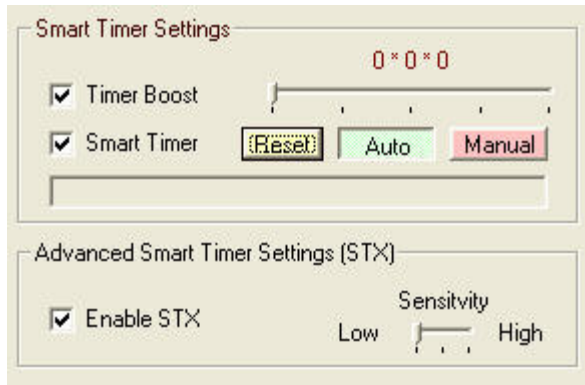 Smart Timer Settings
0 * 0 * 0
Timer Boost
Smart Timer Reset Auto Manual
Advanced Smart Timer Settings (STX)
Sensitvity
Enable STX Low High